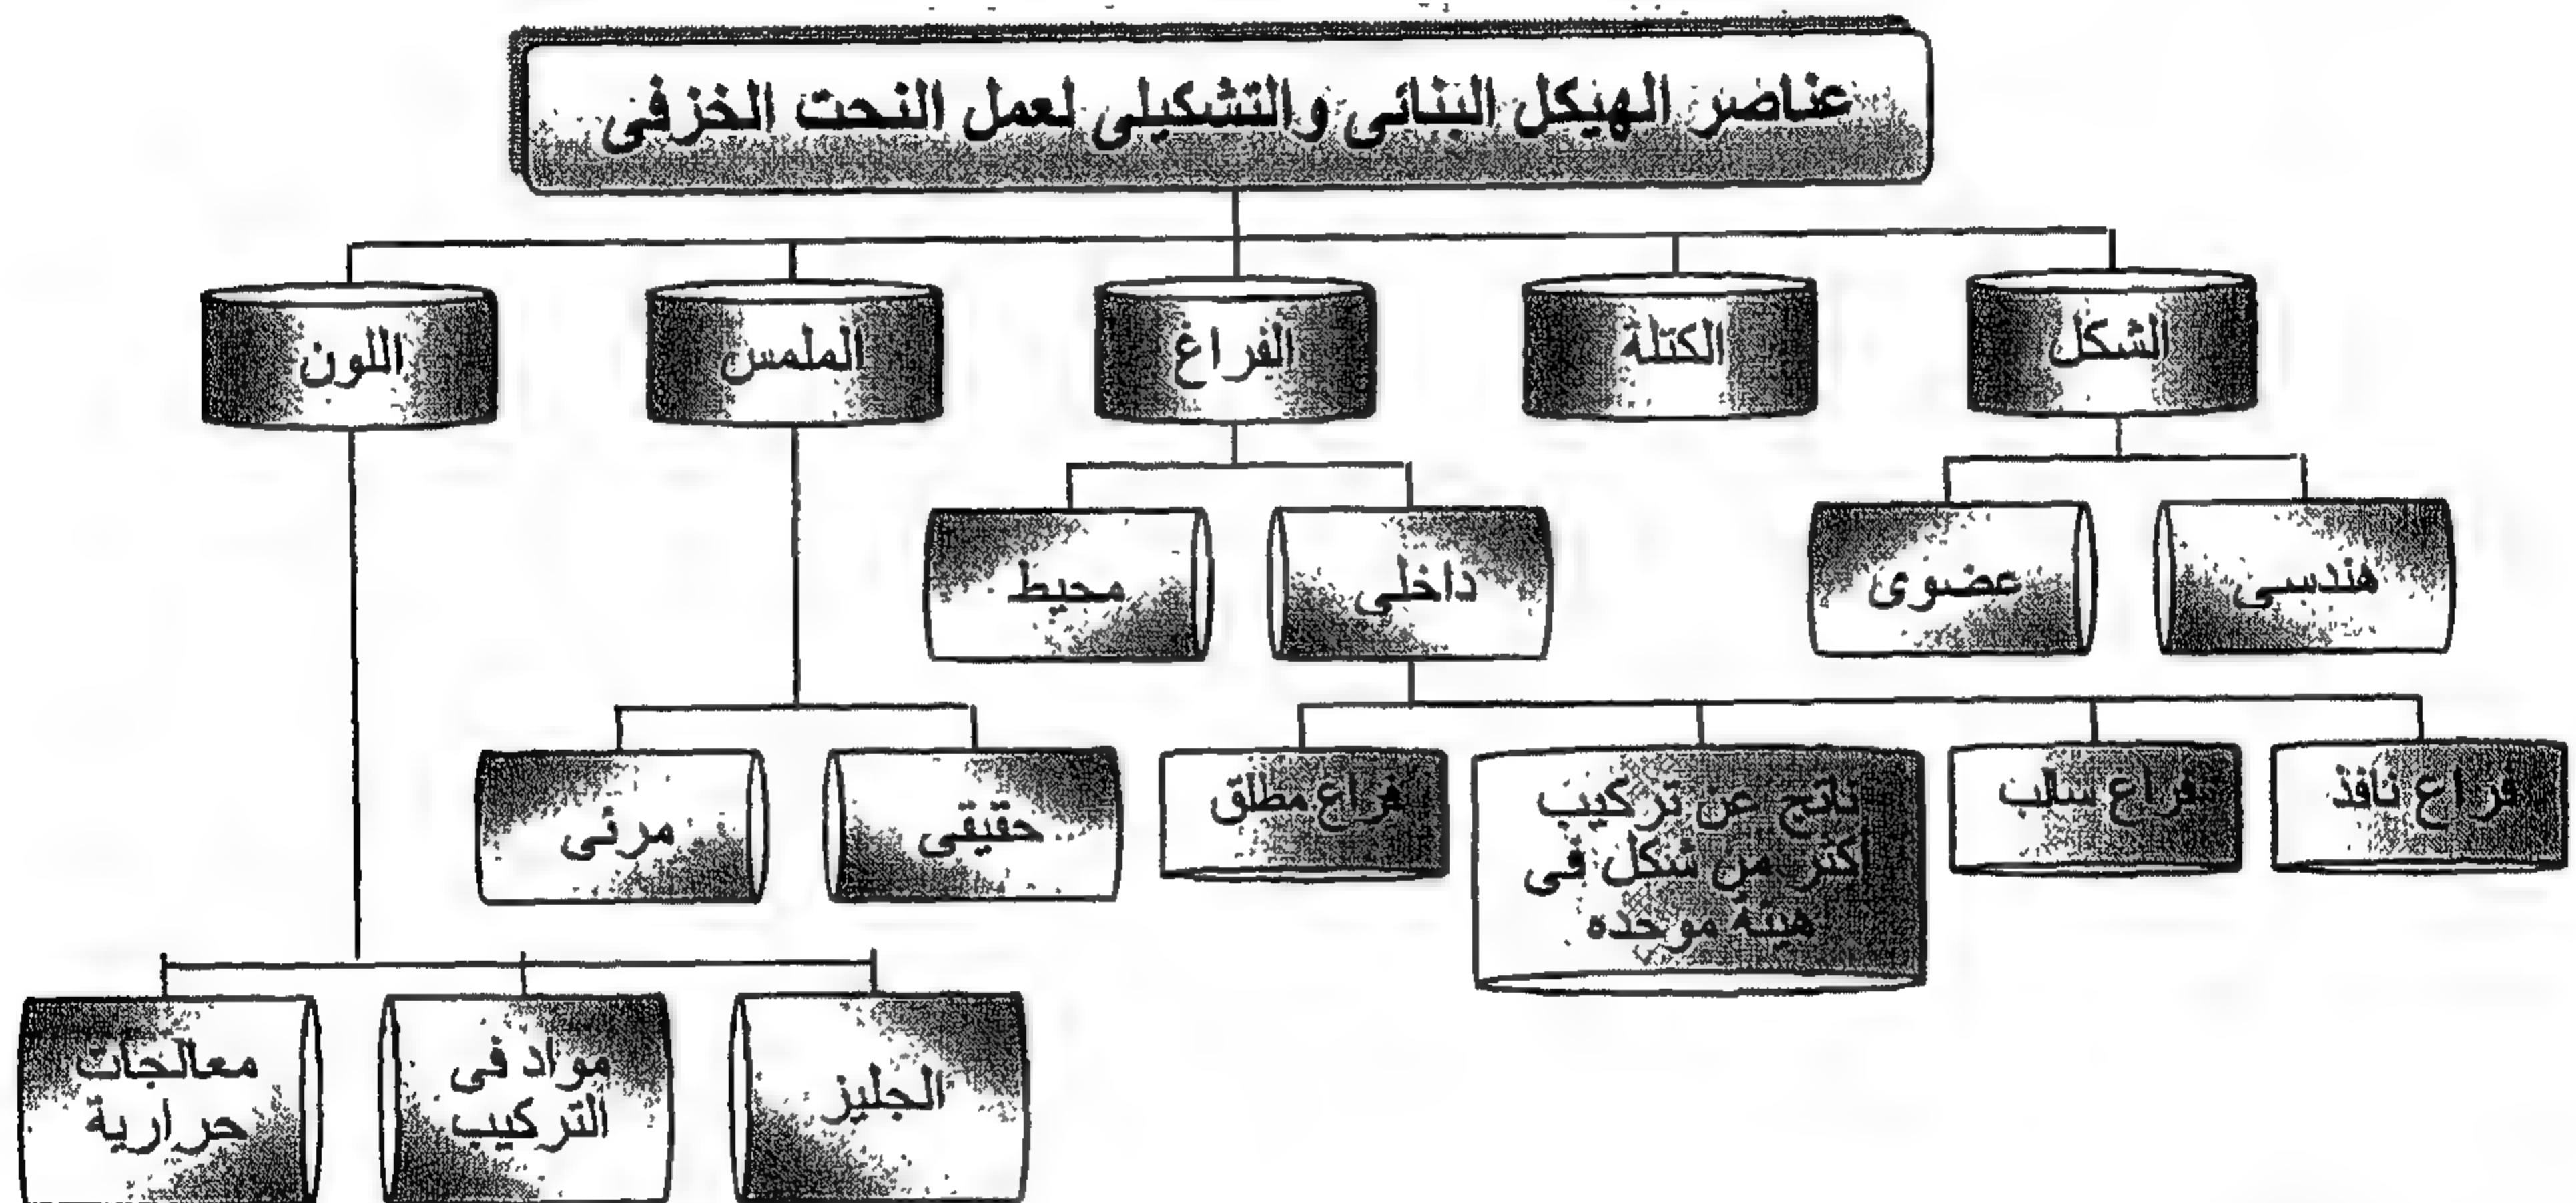 عناصر الهيكل البنائى والتشكيلى لعمل النحت الخزفى
الشكل
الكتلة
الفراغ
الملمس
اللون
هندسى
عضوى
داخلى
محيط
فراغ نافذ
فراغ سالب
ناتج عن تركيب
أكثر من شكل فى
هيئة موحده
فراغ مطلق
حقيقى
مرئى
الجليز
مواد فى
التركيب
معالجات
حرارية